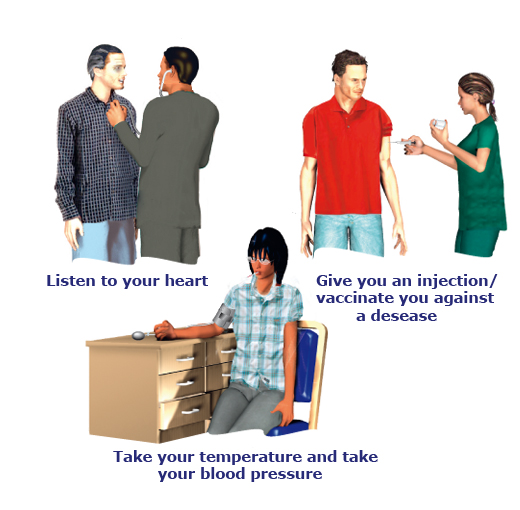 Listen to your heart
Give you an injection/
vaccinate you against
a desease
Take your temperature and take
your blood pressure